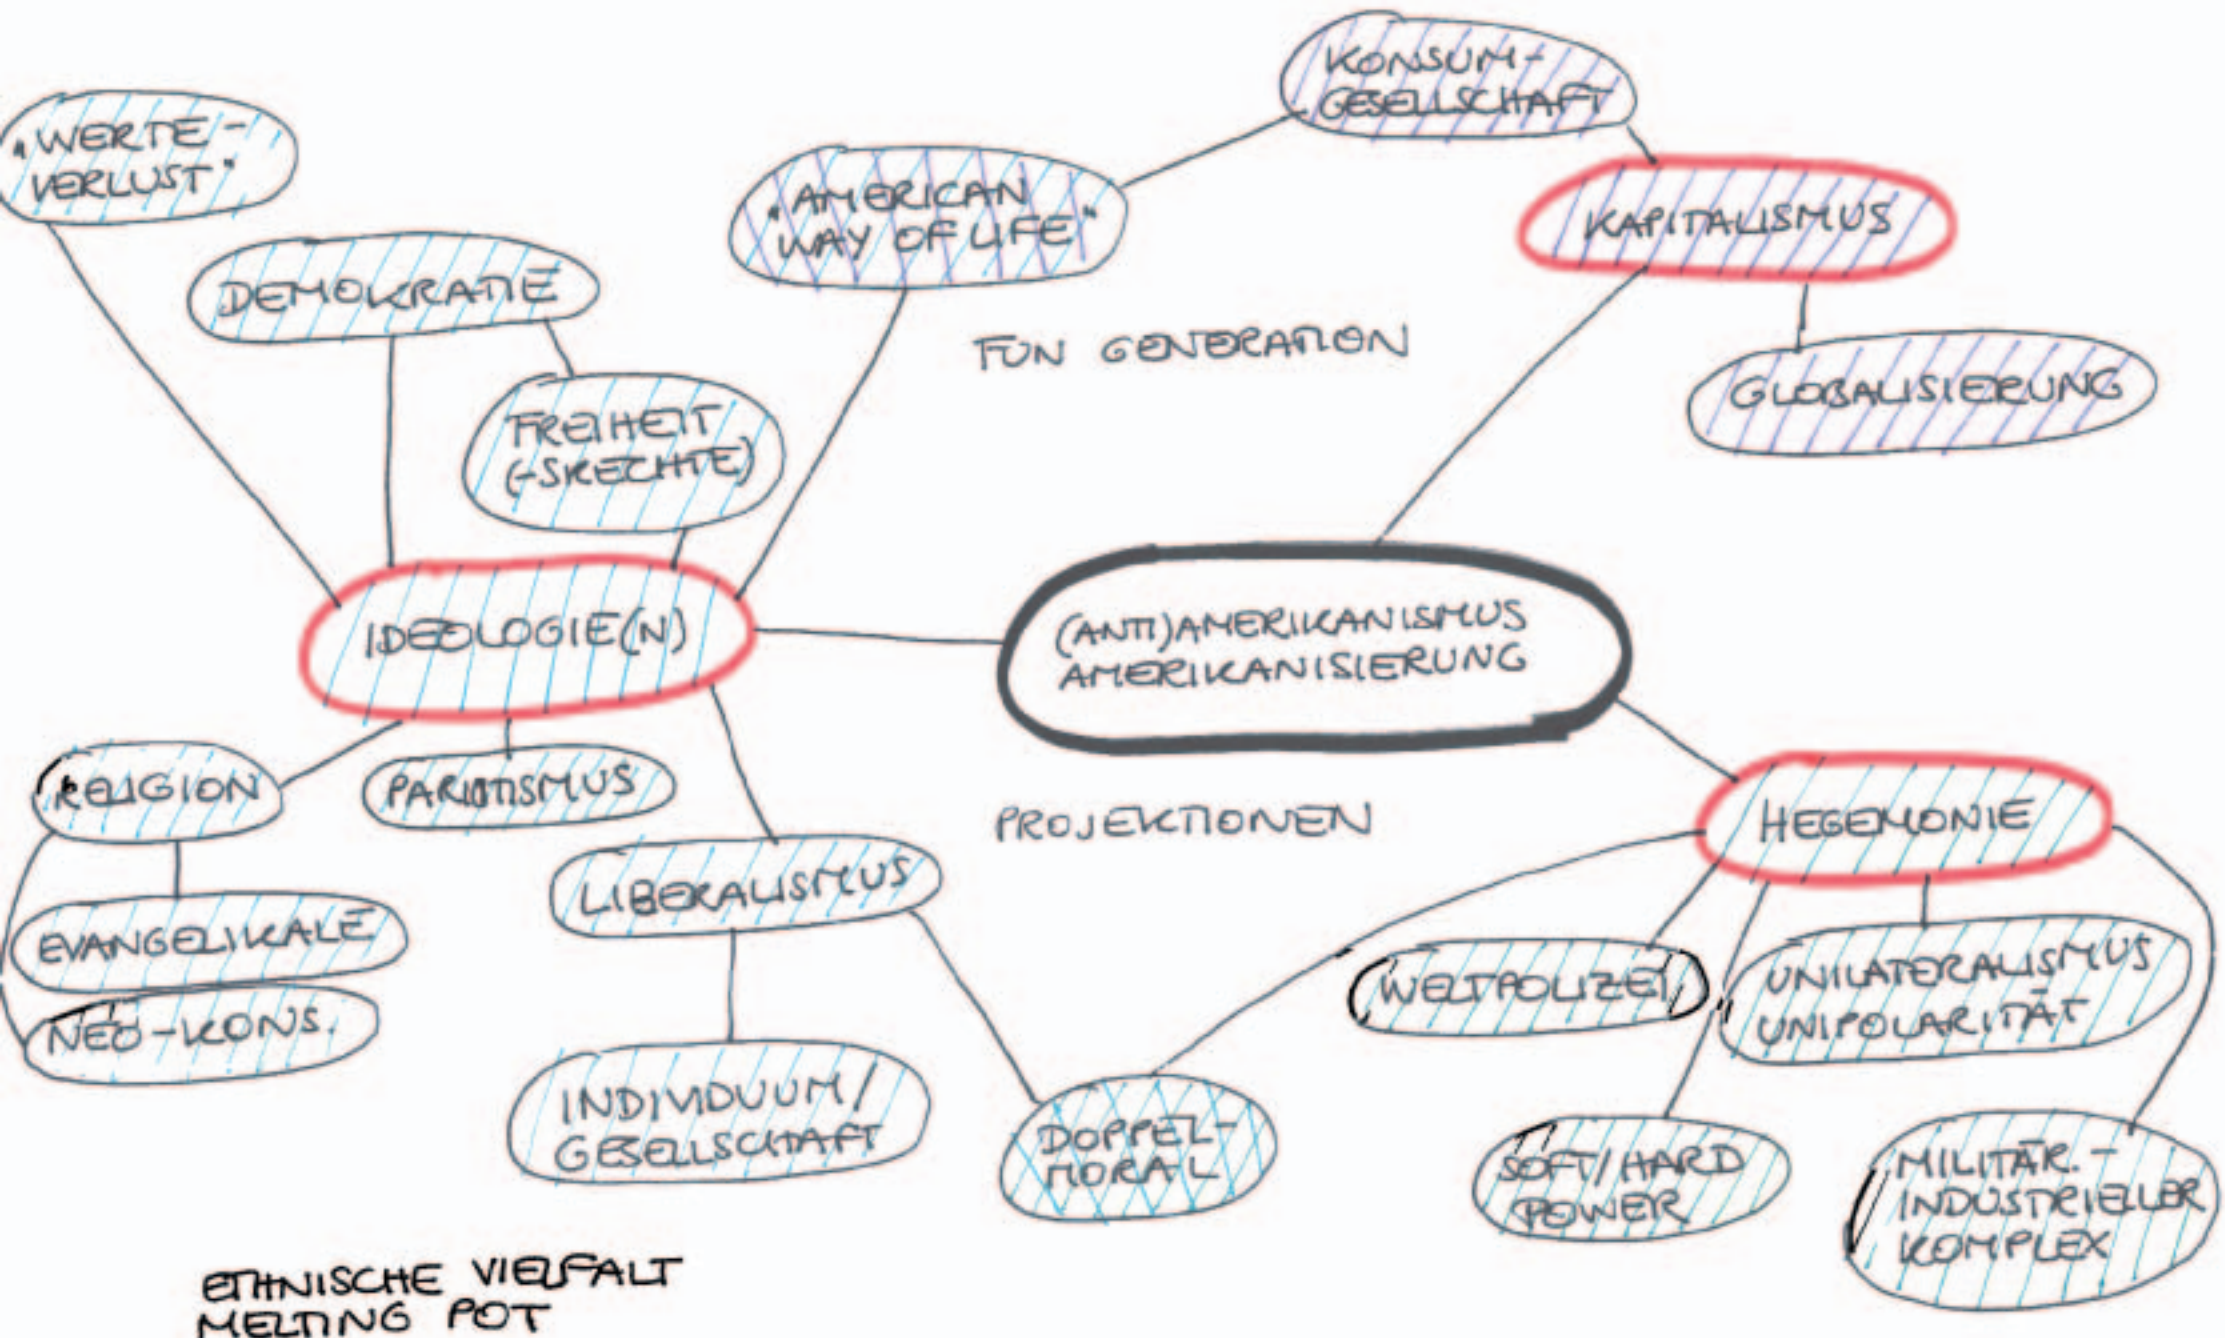 KONSUM-
GESELLSCHAFT
"WERTE-
VERLUST"
"AMERICAN
WAY OF LIFE"
KAPITALISMUS
DEMOKRATIE
FUN GENERATION
GLOBALISIERUNG
FREIHEIT
(-SRECHTE)
IDEOLOGIE(N)
(ANTI)AMERIKANISMUS
AMERIKANISIERUNG
RELIGION
PARIOTISMUS
PROJEKTIONEN
HEGEMONIE
LIBERALISMUS
EVANGELIKALE
WELTPOLIZEI
UNILATERALISMUS
UNIPOLARITÄT
NEO-KONS.
INDIVIDUUM/
GESELLSCHAFT
DOPPEL-
MORAL
SOFT/HARD
POWER
MILITÄR.-
INDUSTRIELLER
KOMPLEX
ETHNISCHE VIELFALT
MELTING POT